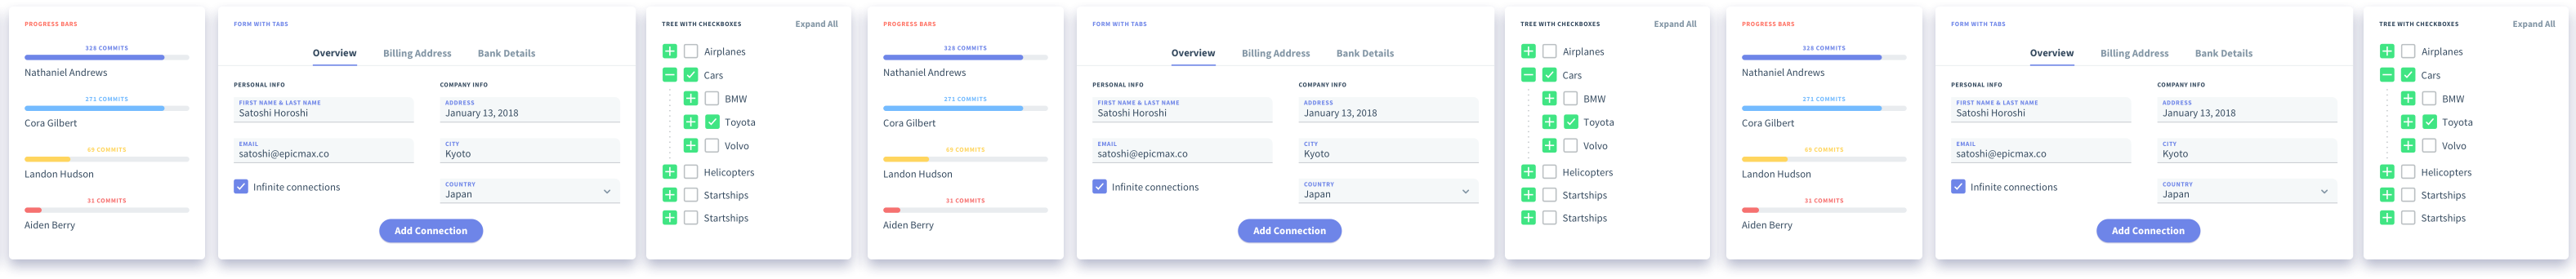 PROGRESS BARS
328 COMMITS
Nathaniel Andrews
271 COMMITS
Cora Gilbert
69 COMMITS
Landon Hudson
31 COMMITS
Aiden Berry
FORM WITH TABS
Overview Billing Address Bank Details
PERSONAL INFO
FIRST NAME & LAST NAME
Satoshi Horoshi
EMAIL
satoshi@epicmax.co
Infinite connections
COMPANY INFO
ADDRESS
January 13, 2018
CITY
Kyoto
COUNTRY
Japan
Add Connection
TREE WITH CHECKBOXES Expand All
Airplanes
Cars
BMW
Toyota
Volvo
Helicopters
Startships
Startships
PROGRESS BARS
328 COMMITS
Nathaniel Andrews
271 COMMITS
Cora Gilbert
69 COMMITS
Landon Hudson
31 COMMITS
Aiden Berry
FORM WITH TABS
Overview Billing Address Bank Details
PERSONAL INFO
FIRST NAME & LAST NAME
Satoshi Horoshi
EMAIL
satoshi@epicmax.co
Infinite connections
COMPANY INFO
ADDRESS
January 13, 2018
CITY
Kyoto
COUNTRY
Japan
Add Connection
TREE WITH CHECKBOXES Expand All
Airplanes
Cars
BMW
Toyota
Volvo
Helicopters
Startships
Startships
PROGRESS BARS
328 COMMITS
Nathaniel Andrews
271 COMMITS
Cora Gilbert
69 COMMITS
Landon Hudson
31 COMMITS
Aiden Berry
FORM WITH TABS
Overview Billing Address Bank Details
PERSONAL INFO
FIRST NAME & LAST NAME
Satoshi Horoshi
EMAIL
satoshi@epicmax.co
Infinite connections
COMPANY INFO
ADDRESS
January 13, 2018
CITY
Kyoto
COUNTRY
Japan
Add Connection
TREE WITH CHECKBOXES Expand All
Airplanes
Cars
BMW
Toyota
Volvo
Helicopters
Startships
Startships